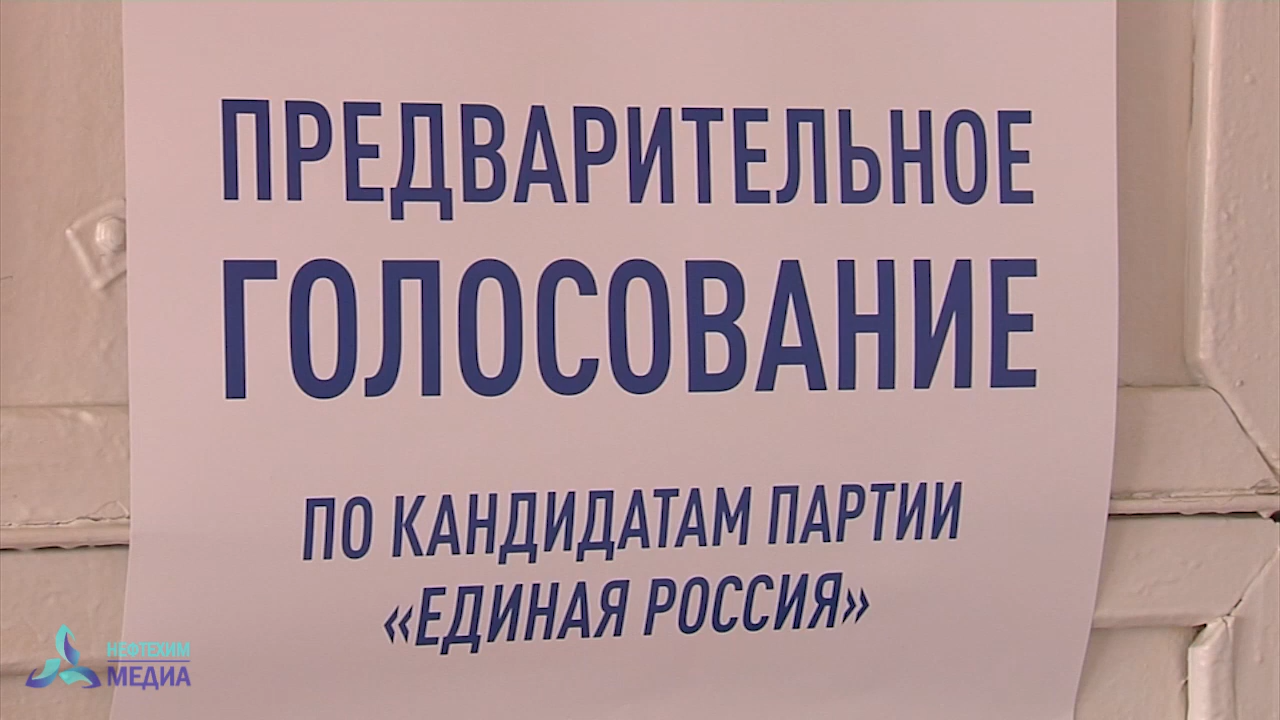 ПРЕДВАРИТЕЛЬНОЕ
ГОЛОСОВАНИЕ
ПО КАНДИДАТАМ ПАРТИИ
«ЕДИНАЯ РОССИЯ»
НЕФТЕХИМ
МЕДИА